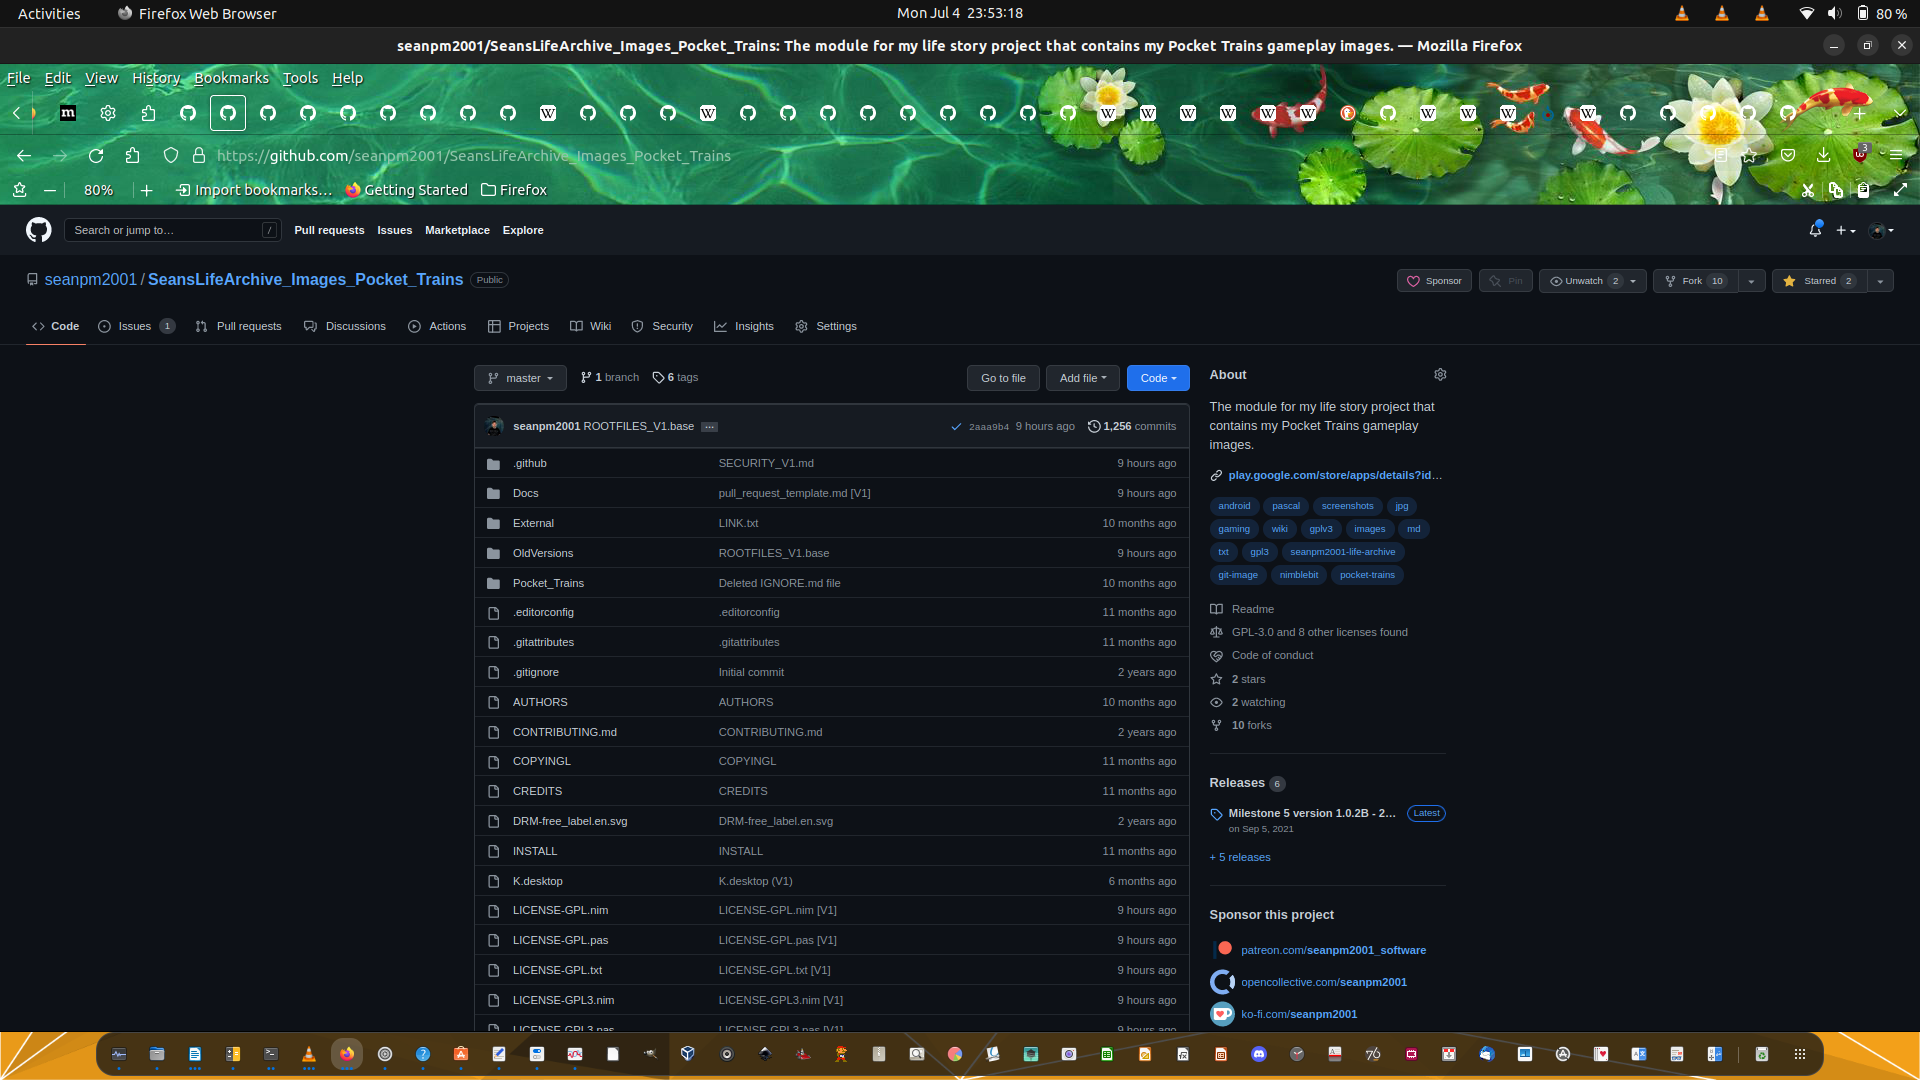 Activities Firefox Web Browser Mon Jul 4 23:53:18 80 %
seanpm2001/SeansLifeArchive_Images_Pocket_Trains: The module for my life story project that contains my Pocket Trains gameplay images. — Mozilla Firefox
File Edit View History Bookmarks Tools Help
https://github.com/seanpm2001/SeansLifeArchive_Images_Pocket_Trains 3
80% Import bookmarks… Getting Started Firefox
Search or jump to… / Pull requests Issues Marketplace Explore
seanpm2001 / SeansLifeArchive_Images_Pocket_Trains Public Sponsor Pin Unwatch 2 Fork 10 Starred 2
Code Issues 1 Pull requests Discussions Actions Projects Wiki Security Insights Settings
master 1 branch 6 tags Go to file Add file Code
seanpm2001 ROOTFILES_V1.base ... 2aaa9b4 9 hours ago 1,256 commits
.github SECURITY_V1.md 9 hours ago
Docs pull_request_template.md [V1] 9 hours ago
External LINK.txt 10 months ago
OldVersions ROOTFILES_V1.base 9 hours ago
Pocket_Trains Deleted IGNORE.md file 10 months ago
.editorconfig .editorconfig 11 months ago
.gitattributes .gitattributes 11 months ago
.gitignore Initial commit 2 years ago
AUTHORS AUTHORS 10 months ago
CONTRIBUTING.md CONTRIBUTING.md 2 years ago
COPYINGL COPYINGL 11 months ago
CREDITS CREDITS 11 months ago
DRM-free_label.en.svg DRM-free_label.en.svg 2 years ago
INSTALL INSTALL 11 months ago
K.desktop K.desktop (V1) 6 months ago
LICENSE-GPL.nim LICENSE-GPL.nim [V1] 9 hours ago
LICENSE-GPL.pas LICENSE-GPL.pas [V1] 9 hours ago
LICENSE-GPL.txt LICENSE-GPL.txt [V1] 9 hours ago
LICENSE-GPL3.nim LICENSE-GPL3.nim [V1] 9 hours ago
LICENSE-GPL3.pas LICENSE-GPL3.pas [V1] 9 hours ago
About
The module for my life story project that
contains my Pocket Trains gameplay
images.
play.google.com/store/apps/details?id…
android pascal screenshots jpg
gaming wiki gplv3 images md
txt gpl3 seanpm2001-life-archive
git-image nimblebit pocket-trains
Readme
GPL-3.0 and 8 other licenses found
Code of conduct
2 stars
2 watching
10 forks
Releases 6
Milestone 5 version 1.0.2B - 2… Latest
on Sep 5, 2021
+ 5 releases
Sponsor this project
patreon.com/seanpm2001_software
opencollective.com/seanpm2001
ko-fi.com/seanpm2001